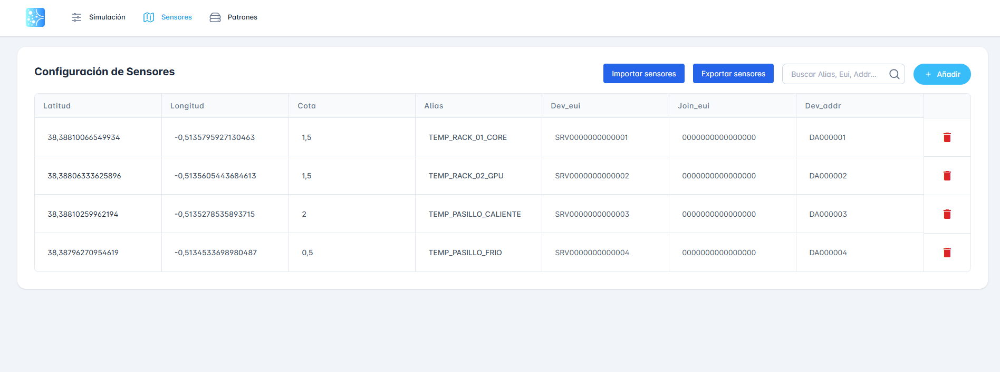 Simulación Sensores Patrones
Configuración de Sensores
Importar sensores Exportar sensores Buscar Alias, Eui, Addr... + Añadir
Latitud Longitud Cota Alias Dev_eui Join_eui Dev_addr
38,38810066549934 -0,5135795927130463 1,5 TEMP_RACK_01_CORE SRV0000000000001 0000000000000000 DA000001
38,38806333625896 -0,5135605443684613 1,5 TEMP_RACK_02_GPU SRV0000000000002 0000000000000000 DA000002
38,38810259962194 -0,5135278535893715 2 TEMP_PASILLO_CALIENTE SRV0000000000003 0000000000000000 DA000003
38,38796270954619 -0,5134533698980487 0,5 TEMP_PASILLO_FRIO SRV0000000000004 0000000000000000 DA000004